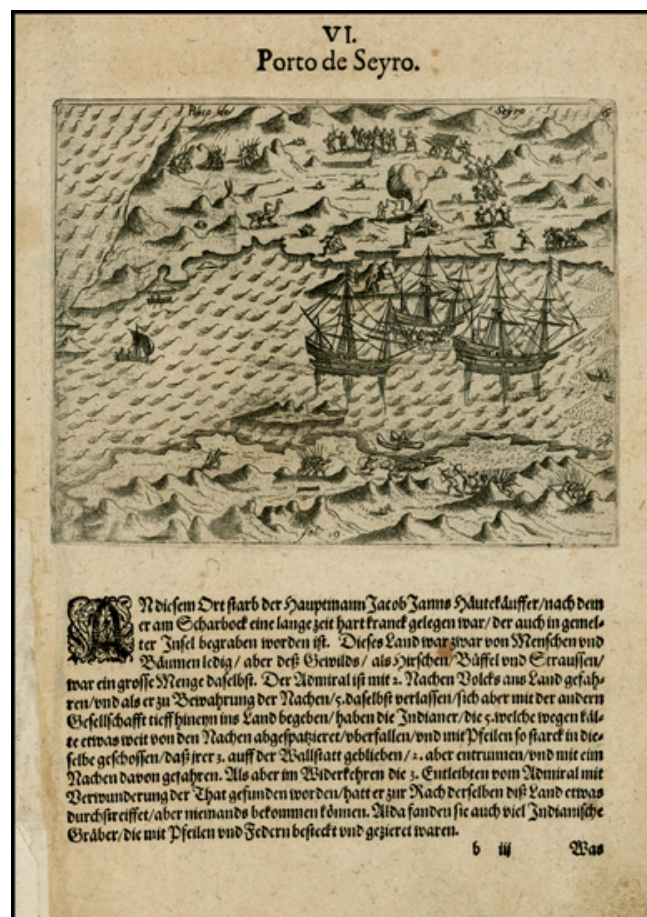 VI.
Porto de Seyro.
Porto de
Seyro
6
AN diesem Ort starb der Hauptmann Jacob Janns Häutekäuffer/nach dem
er am Scharbock eine lange zeit hart kranck gelegen war/der auch in gemel-
ter Insel begraben worden ist. Dieses Land war zwar von Menschen vnd
Bäumen ledig/aber deß Gewilds/als Hirschen/Büffel vnd Straussen/
war ein grosse Menge daselbst. Der Admiral ist mit 2. Nachen Volcks ans Land gefah-
ren/vnd als er zu Bewahrung der Nachen/5. daselbst verlassen/sich aber mit der andern
Gesellschafft tieff hineyn ins Land begeben/haben die Indianer/die 5. welche wegen käl-
te etwas weit von den Nachen abgespatzieret/vberfallen/vnd mit Pfeilen so starck in die-
selbe geschossen/daß jrer 3. auff der Wallstatt geblieben/2. aber entrunnen/vnd mit eim
Nachen davon gefahren. Als aber im Widerkehren die 3. Entleibten vom Admiral mit
Verwunderung der That gefunden worden/hatt er zur Rach derselben diß Land etwas
durchstreiffet/aber niemands bekommen können. Alda fanden sie auch viel Indianische
Gräber/die mit Pfeilen vnd Federn besteckt vnd gezieret waren.
b iij Was